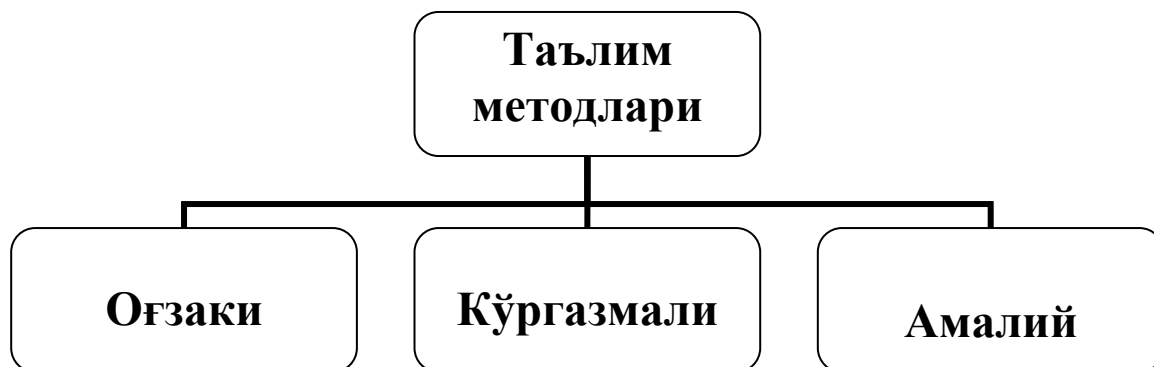 Таълим
методлари
Оғзаки
Кўргазмали
Амалий